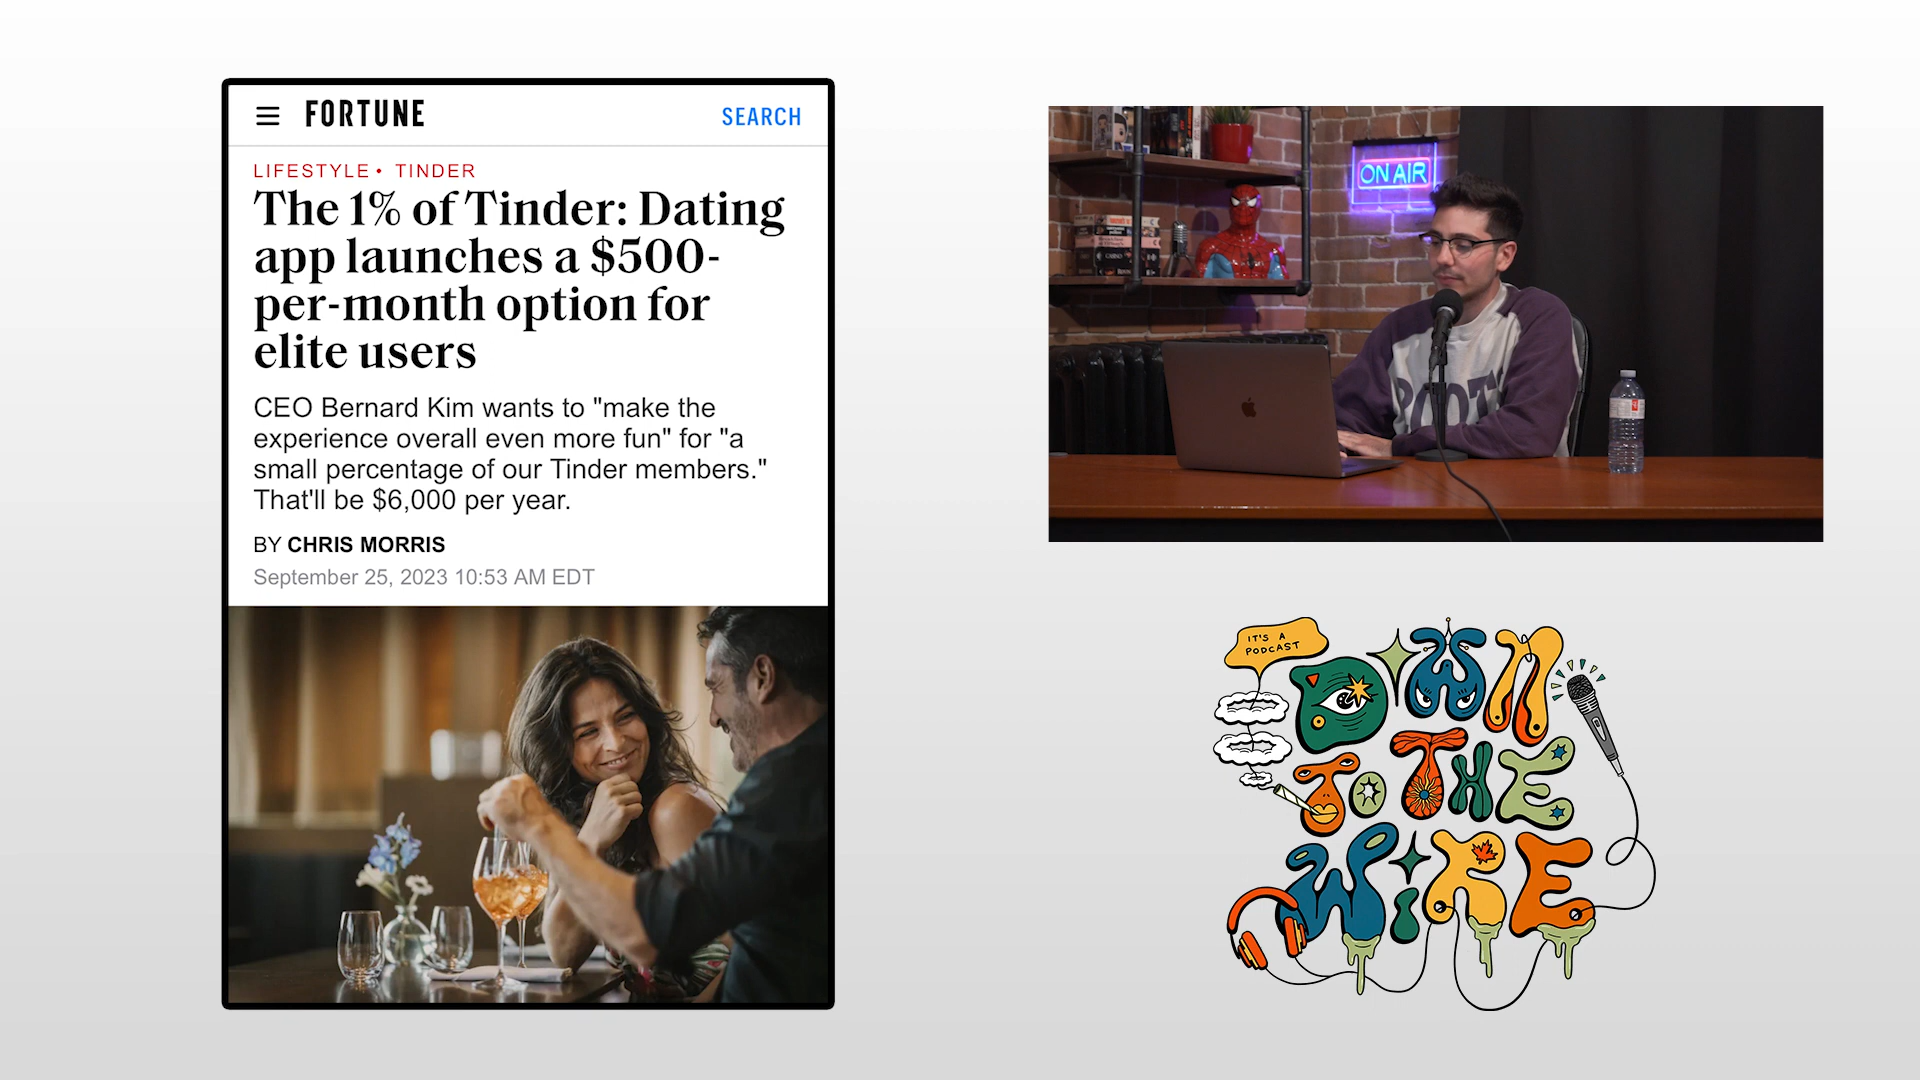 FORTUNE
SEARCH
LIFESTYLE • TINDER
The 1% of Tinder: Dating
app launches a $500-
per-month option for
elite users
CEO Bernard Kim wants to "make the
experience overall even more fun" for "a
small percentage of our Tinder members."
That'll be $6,000 per year.
BY CHRIS MORRIS
September 25, 2023 10:53 AM EDT
ON AIR
ROOTS
IT'S A
PODCAST
DOWN
TO THE
WIRE